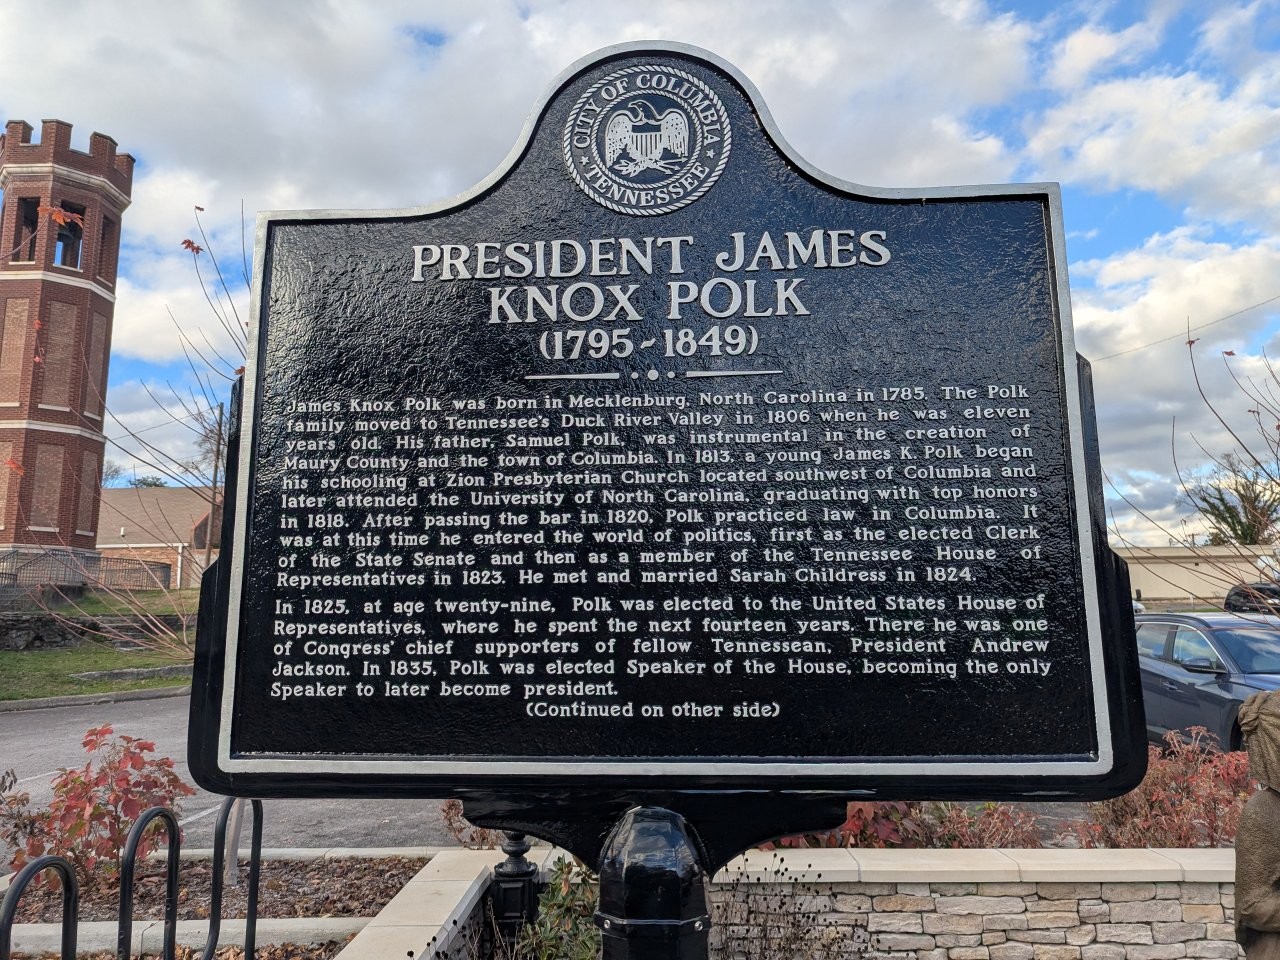 CITY OF COLUMBIA
TENNESSEE
PRESIDENT JAMES
KNOX POLK
(1795-1849)
James Knox Polk was born in Mecklenburg, North Carolina in 1785. The Polk
family moved to Tennessee's Duck River Valley in 1806 when he was eleven
years old. His father, Samuel Polk, was instrumental in the creation of
Maury County and the town of Columbia. In 1813, a young James K. Polk began
his schooling at Zion Presbyterian Church located southwest of Columbia and
later attended the University of North Carolina, graduating with top honors
in 1818. After passing the bar in 1820, Polk practiced law in Columbia. It
was at this time he entered the world of politics, first as the elected Clerk
of the State Senate and then as a member of the Tennessee House of
Representatives in 1823. He met and married Sarah Childress in 1824.
In 1825, at age twenty-nine, Polk was elected to the United States House of
Representatives, where he spent the next fourteen years. There he was one
of Congress' chief supporters of fellow Tennessean, President Andrew
Jackson. In 1835, Polk was elected Speaker of the House, becoming the only
Speaker to later become president.
(Continued on other side)